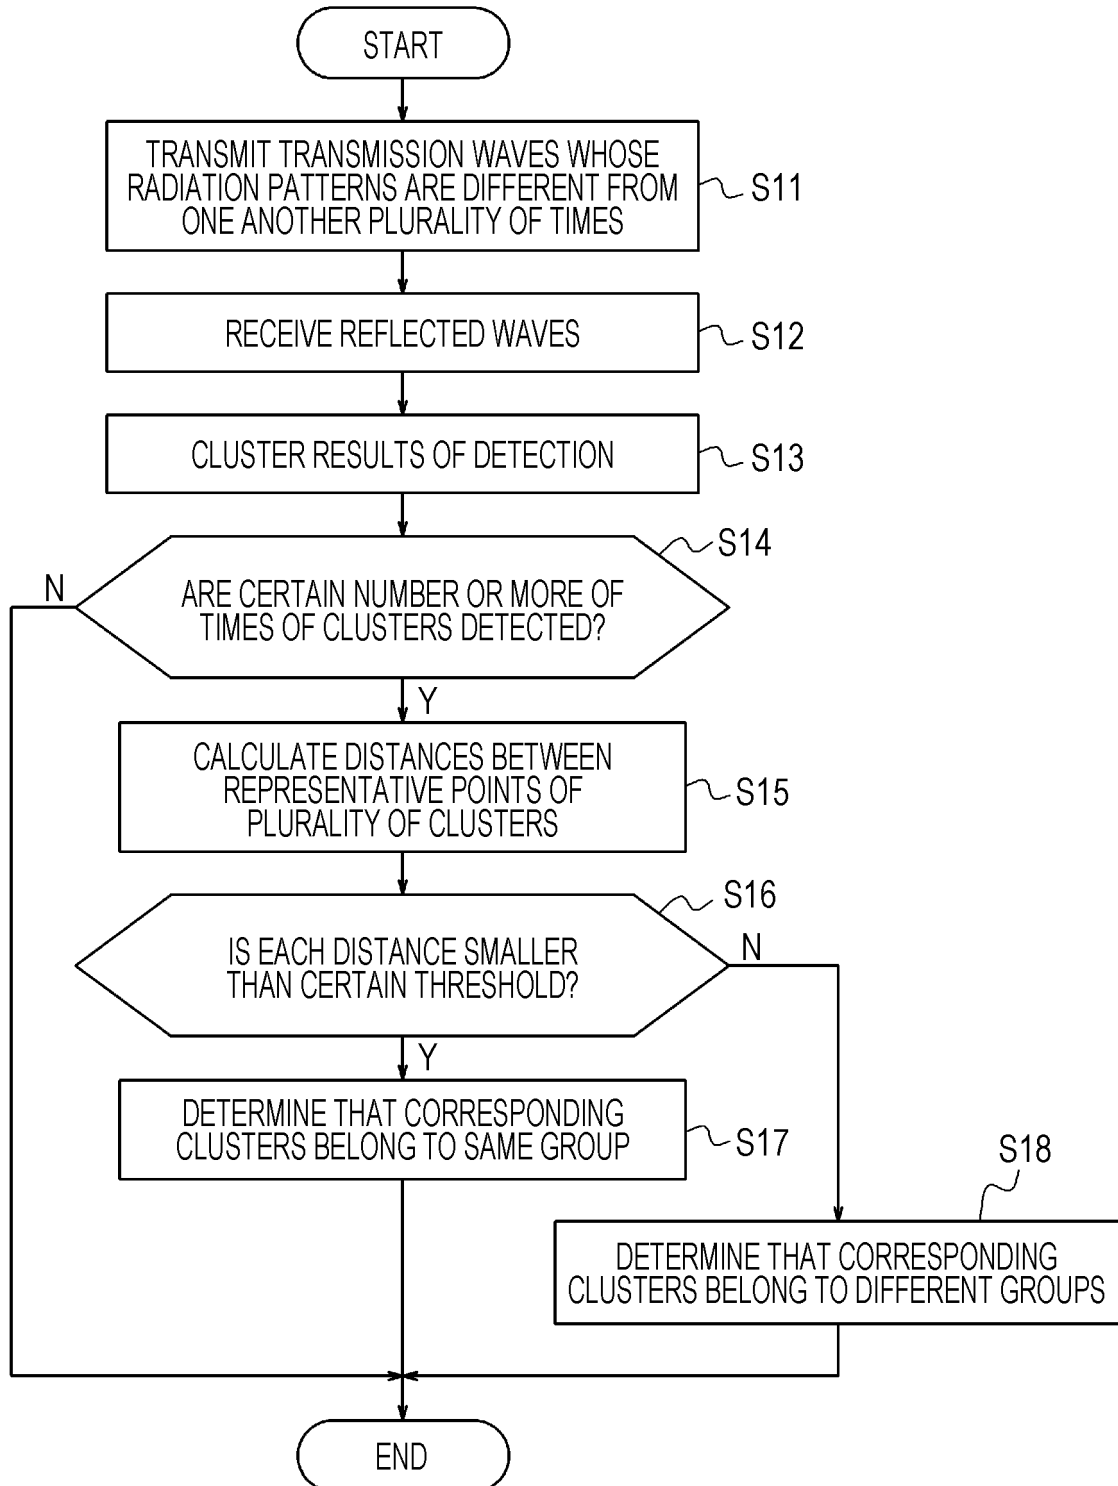 START
TRANSMIT TRANSMISSION WAVES WHOSE
RADIATION PATTERNS ARE DIFFERENT FROM
ONE ANOTHER PLURALITY OF TIMES
S11
RECEIVE REFLECTED WAVES
S12
CLUSTER RESULTS OF DETECTION
S13
S14
N
ARE CERTAIN NUMBER OR MORE OF
TIMES OF CLUSTERS DETECTED?
Y
CALCULATE DISTANCES BETWEEN
REPRESENTATIVE POINTS OF
PLURALITY OF CLUSTERS
S15
S16
IS EACH DISTANCE SMALLER
THAN CERTAIN THRESHOLD?
N
Y
DETERMINE THAT CORRESPONDING
CLUSTERS BELONG TO SAME GROUP
S17
S18
DETERMINE THAT CORRESPONDING
CLUSTERS BELONG TO DIFFERENT GROUPS
END